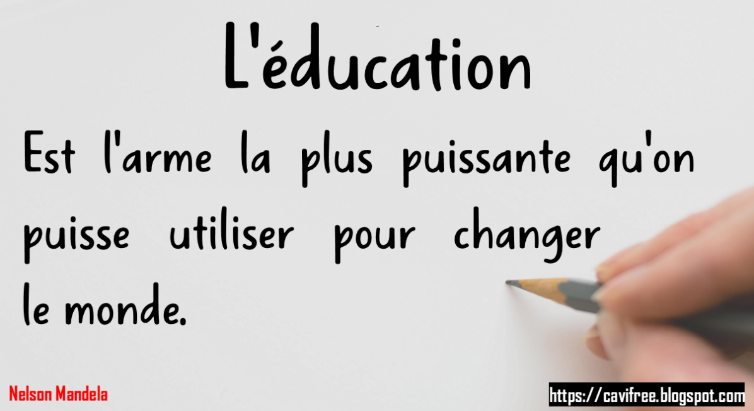 L'éducation
Est l'arme la plus puissante qu'on
puisse utiliser pour changer
le monde.
Nelson Mandela
https://cavifree.blogspot.com